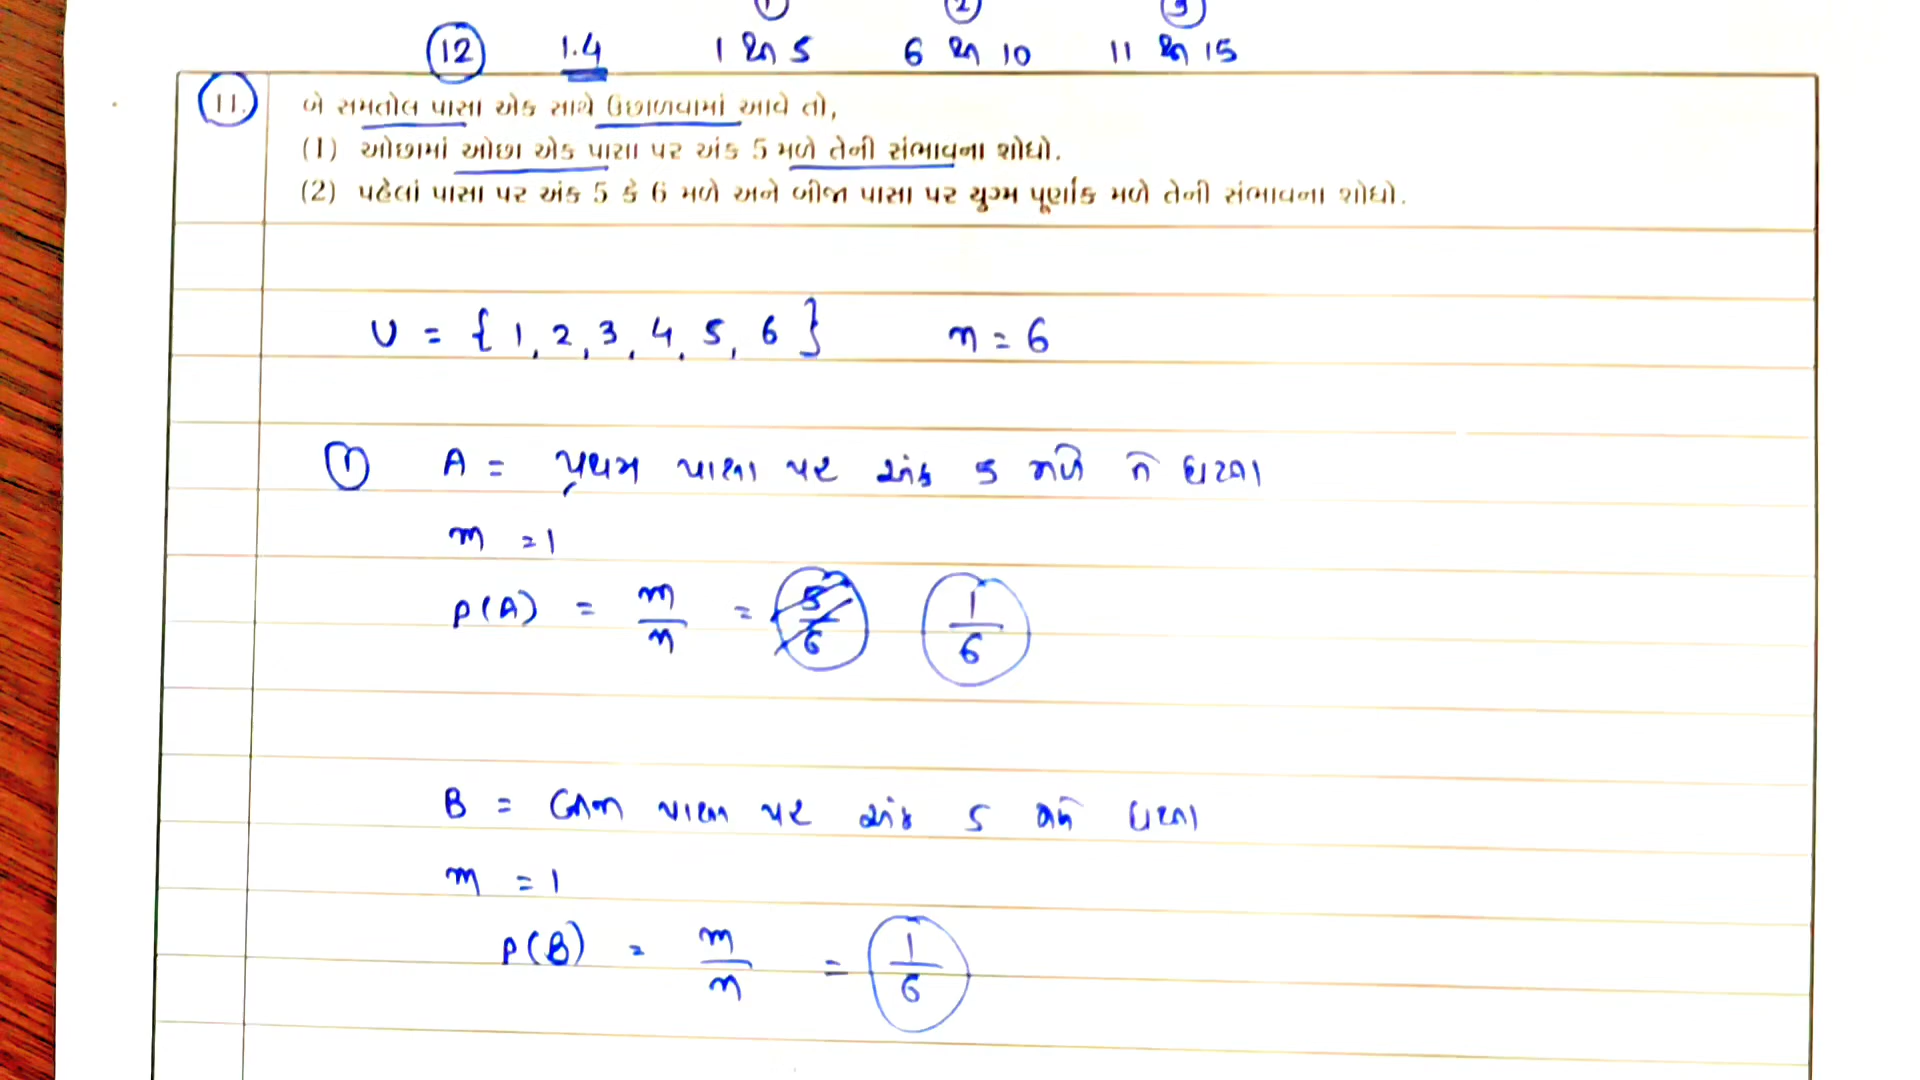 ① ② ③
⑫ 1.4 1 થી 5 6 થી 10 11 થી 15
11. બે સમતોલ પાસા એક સાથે ઉછાળવામાં આવે તો,
(1) ઓછામાં ઓછા એક પાસા પર અંક 5 મળે તેની સંભાવના શોધો.
(2) પહેલાં પાસા પર અંક 5 કે 6 મળે અને બીજા પાસા પર યુગ્મ પૂર્ણાંક મળે તેની સંભાવના શોધો.
U = { 1, 2, 3, 4, 5, 6 } n = 6
① A = પ્રથમ પાસા પર અંક 5 મળે તે ઘટના
m = 1
P(A) = m/n = 5/6 1/6
B = બીજા પાસા પર અંક 5 મળે ઘટના
m = 1
P(B) = m/n = 1/6